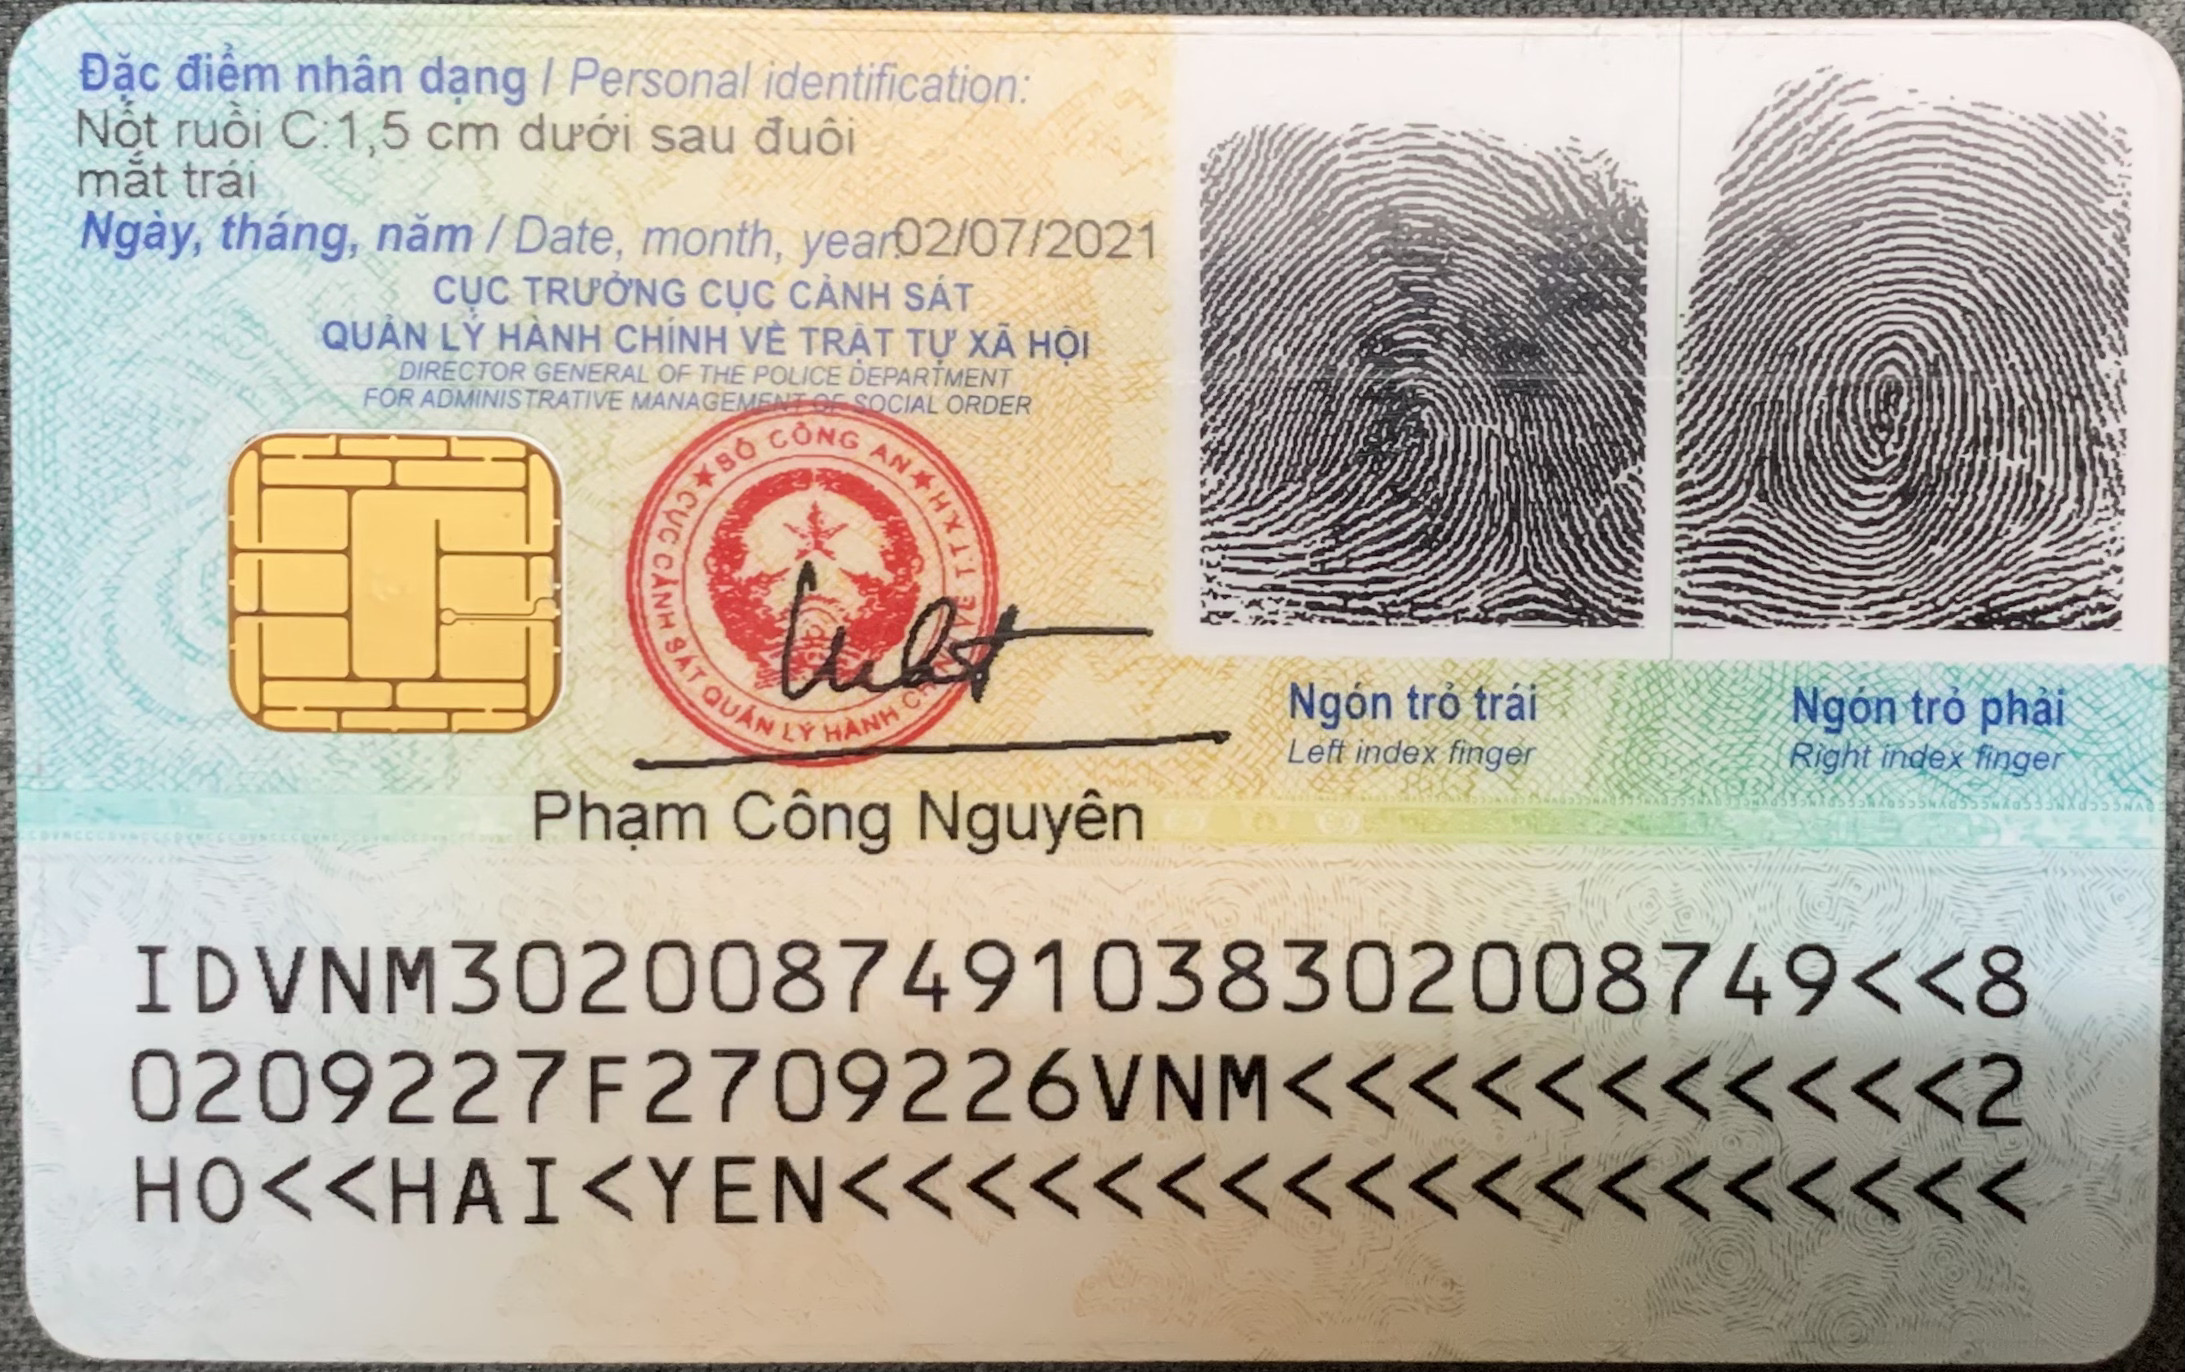 Đặc điểm nhân dạng / Personal identification:
Nốt ruồi C:1,5 cm dưới sau đuôi
mắt trái
Ngày, tháng, năm / Date, month, year:02/07/2021
CỤC TRƯỞNG CỤC CẢNH SÁT
QUẢN LÝ HÀNH CHÍNH VỀ TRẬT TỰ XÃ HỘI
DIRECTOR GENERAL OF THE POLICE DEPARTMENT
FOR ADMINISTRATIVE MANAGEMENT OF SOCIAL ORDER
★ BỘ CÔNG AN ★
CỤC CẢNH SÁT QUẢN LÝ HÀNH CHÍNH VỀ TTXH
Phạm Công Nguyên
Ngón trỏ trái
Left index finger
Ngón trỏ phải
Right index finger
IDVNM3020087491038302008749<<8
0209227F2709226VNM<<<<<<<<<<<2
HO<<HAI<YEN<<<<<<<<<<<<<<<<<<<